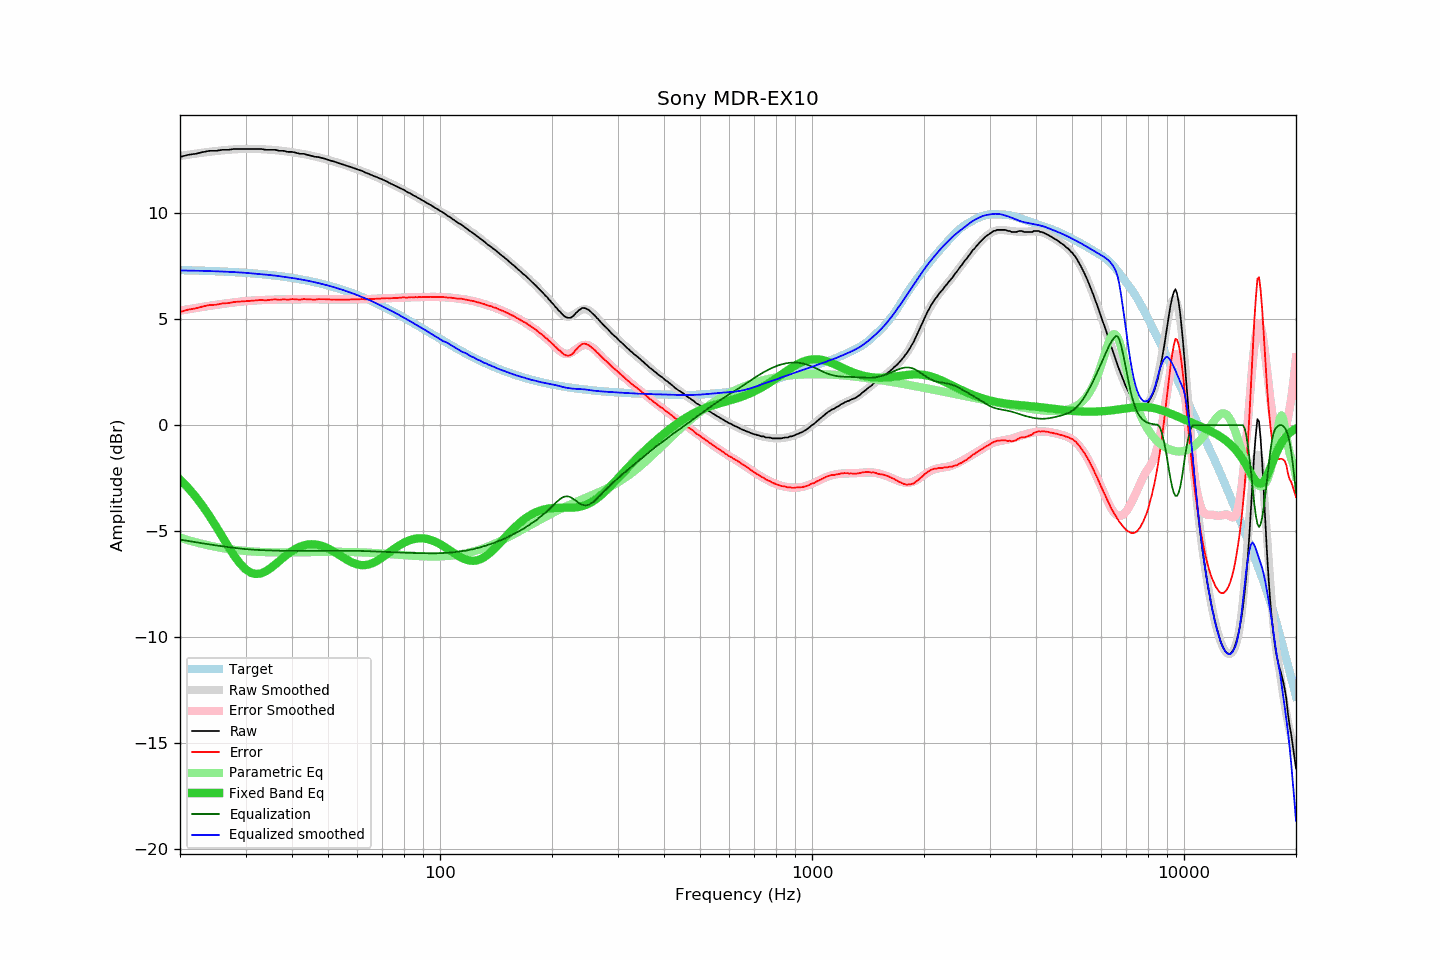 Sony MDR-EX10
10
5
0
−5
−10
−15
−20
Amplitude (dBr)
Target
Raw Smoothed
Error Smoothed
Raw
Error
Parametric Eq
Fixed Band Eq
Equalization
Equalized smoothed
100
1000
10000
Frequency (Hz)